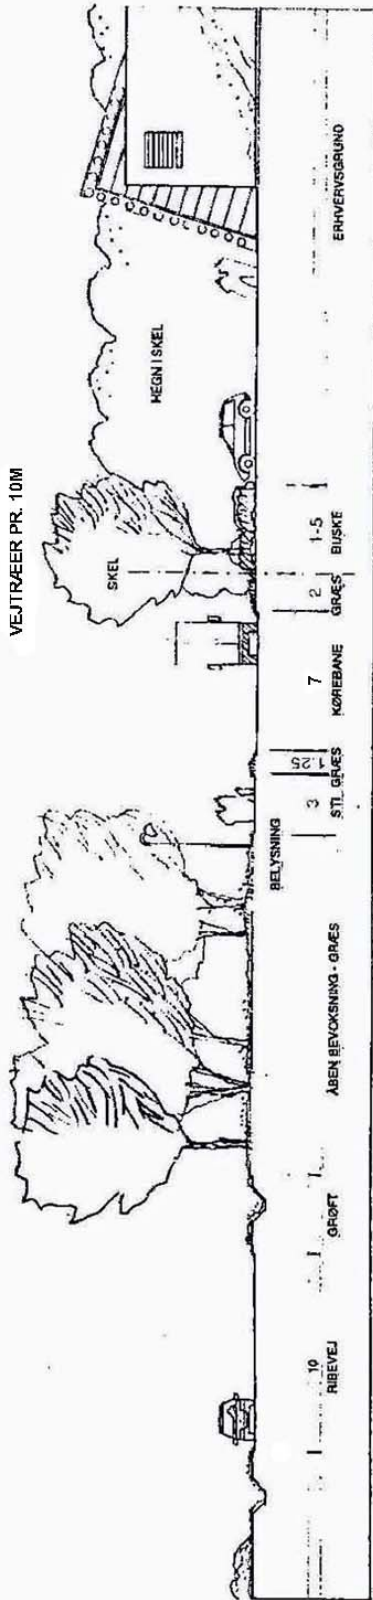 VEJTRÆER PR. 10M
SKEL
HEGN I SKEL
BELYSNING
10
3
1.25
7
2
1-5
RIBEVEJ
GRØFT
ÅBEN BEVOKSNING - GRÆS
STI
GRÆS
KØREBANE
GRÆS
BUSKE
ERHVERVSGRUND